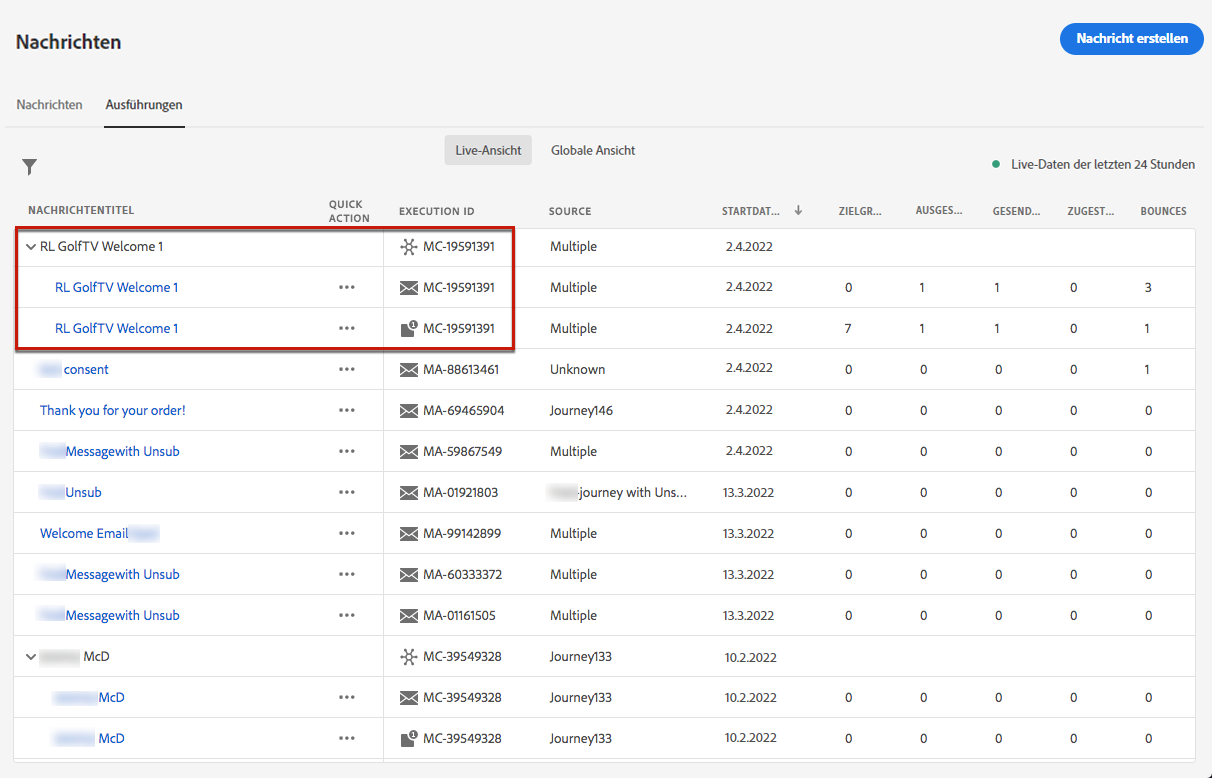 Nachrichten
Nachricht erstellen
Nachrichten Ausführungen
Live-Ansicht Globale Ansicht
Live-Daten der letzten 24 Stunden
NACHRICHTENTITEL QUICK ACTION EXECUTION ID SOURCE STARTDAT... ZIELGR... AUSGES... GESEND... ZUGEST... BOUNCES
RL GolfTV Welcome 1 MC-19591391 Multiple 2.4.2022
RL GolfTV Welcome 1 MC-19591391 Multiple 2.4.2022 0 1 1 0 3
RL GolfTV Welcome 1 1 MC-19591391 Multiple 2.4.2022 7 1 1 0 1
consent MA-88613461 Unknown 2.4.2022 0 0 0 0 1
Thank you for your order! MA-69465904 Journey146 2.4.2022 0 0 0 0 0
Messagewith Unsub MA-59867549 Multiple 2.4.2022 0 0 0 0 0
Unsub MA-01921803 -journey with Uns... 13.3.2022 0 0 0 0 0
Welcome Email MA-99142899 Multiple 13.3.2022 0 0 0 0 0
Messagewith Unsub MA-60333372 Multiple 13.3.2022 0 0 0 0 0
Messagewith Unsub MA-01161505 Multiple 13.3.2022 0 0 0 0 0
McD MC-39549328 Journey133 10.2.2022
McD MC-39549328 Journey133 10.2.2022 0 0 0 0 0
McD 1 MC-39549328 Journey133 10.2.2022 0 0 0 0 0